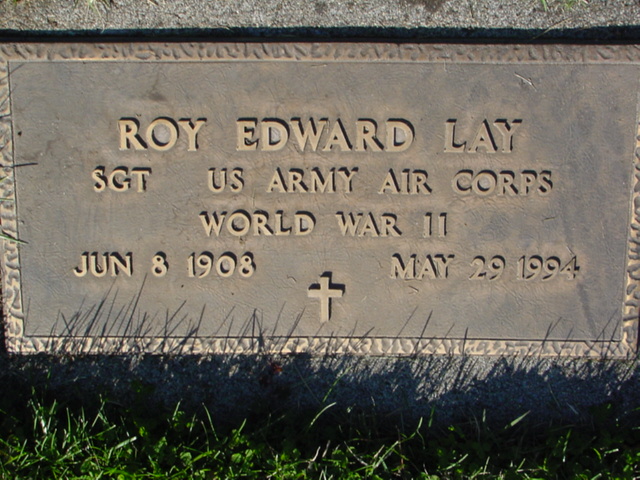 ROY EDWARD LAY
SGT US ARMY AIR CORPS
WORLD WAR II
JUN 8 1908 MAY 29 1994